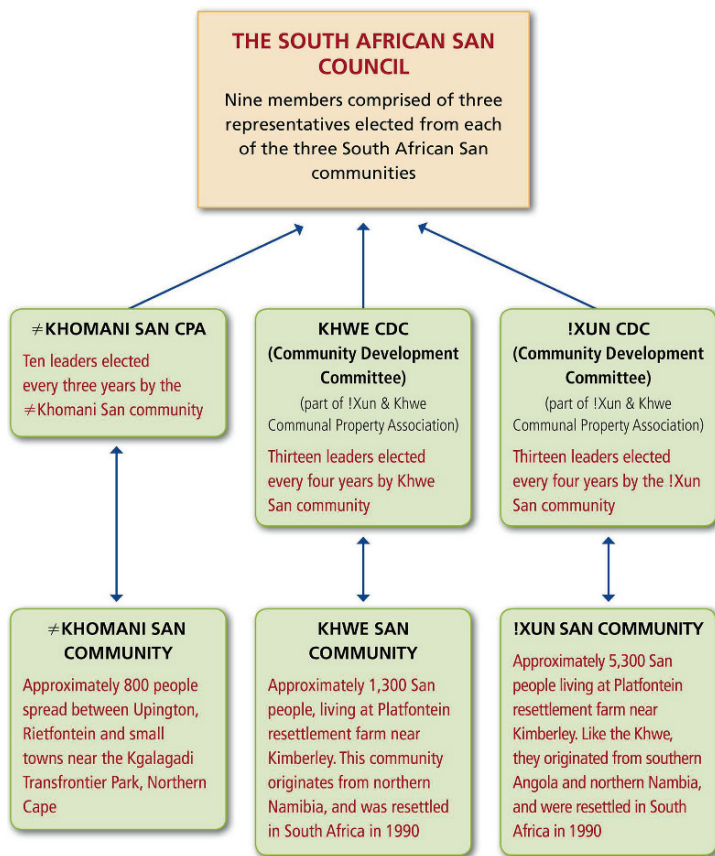 THE SOUTH AFRICAN SAN
COUNCIL
Nine members comprised of three
representatives elected from each
of the three South African San
communities
≠KHOMANI SAN CPA
Ten leaders elected
every three years by the
≠Khomani San community
KHWE CDC
(Community Development
Committee)
(part of !Xun & Khwe
Communal Property Association)
Thirteen leaders elected
every four years by Khwe
San community
!XUN CDC
(Community Development
Committee)
(part of !Xun & Khwe
Communal Property Association)
Thirteen leaders elected
every four years by the !Xun
San community
≠KHOMANI SAN
COMMUNITY
Approximately 800 people
spread between Upington,
Rietfontein and small
towns near the Kgalagadi
Transfrontier Park, Northern
Cape
KHWE SAN
COMMUNITY
Approximately 1,300 San
people, living at Platfontein
resettlement farm near
Kimberley. This community
originates from northern
Namibia, and was resettled
in South Africa in 1990
!XUN SAN COMMUNITY
Approximately 5,300 San
people living at Platfontein
resettlement farm near
Kimberley. Like the Khwe,
they originated from southern
Angola and northern Nambia,
and were resettled in South
Africa in 1990